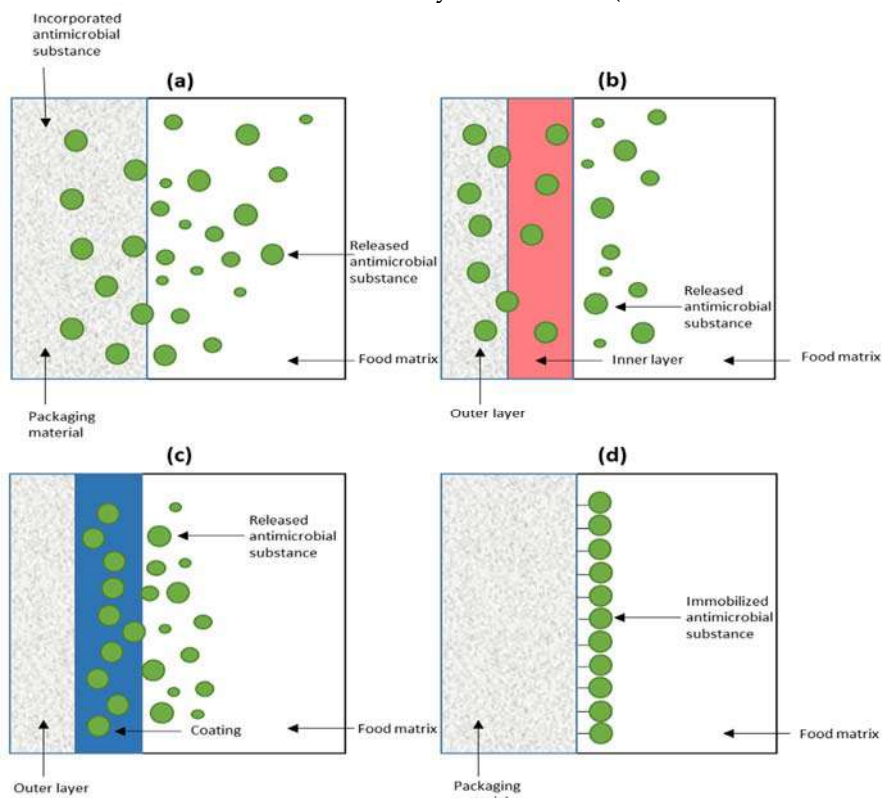 Incorporated
antimicrobial
substance
(a)
Released
antimicrobial
substance
Food matrix
Packaging
material
(b)
Released
antimicrobial
substance
Inner layer
Food matrix
Outer layer
(c)
Released
antimicrobial
substance
Coating
Food matrix
Outer layer
(d)
Immobilized
antimicrobial
substance
Food matrix
Packaging